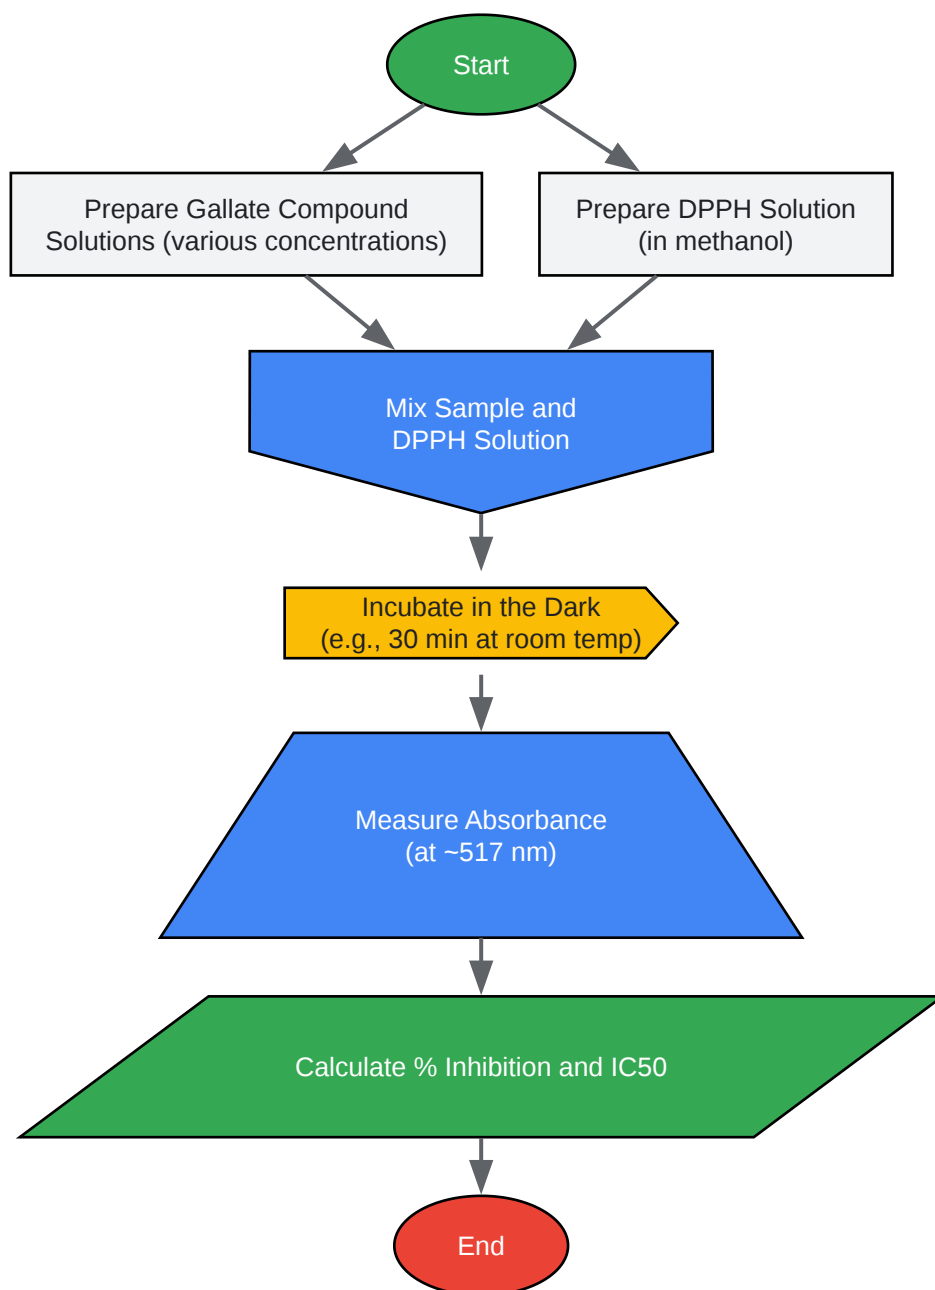 Start
Prepare Gallate Compound
Solutions (various concentrations)
Prepare DPPH Solution
(in methanol)
Mix Sample and
DPPH Solution
Incubate in the Dark
(e.g., 30 min at room temp)
Measure Absorbance
(at ~517 nm)
Calculate % Inhibition and IC50
End